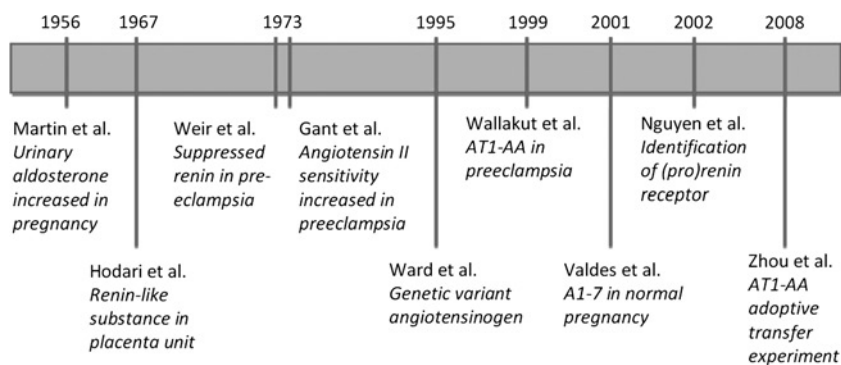 1956 1967 1973 1995 1999 2001 2002 2008
Martin et al.
Urinary
aldosterone
increased in
pregnancy
Hodari et al.
Renin-like
substance in
placenta unit
Weir et al.
Suppressed
renin in pre-
eclampsia
Gant et al.
Angiotensin II
sensitivity
increased in
preeclampsia
Ward et al.
Genetic variant
angiotensinogen
Wallakut et al.
AT1-AA in
preeclampsia
Valdes et al.
A1-7 in normal
pregnancy
Nguyen et al.
Identification
of (pro)renin
receptor
Zhou et al.
AT1-AA
adoptive
transfer
experiment